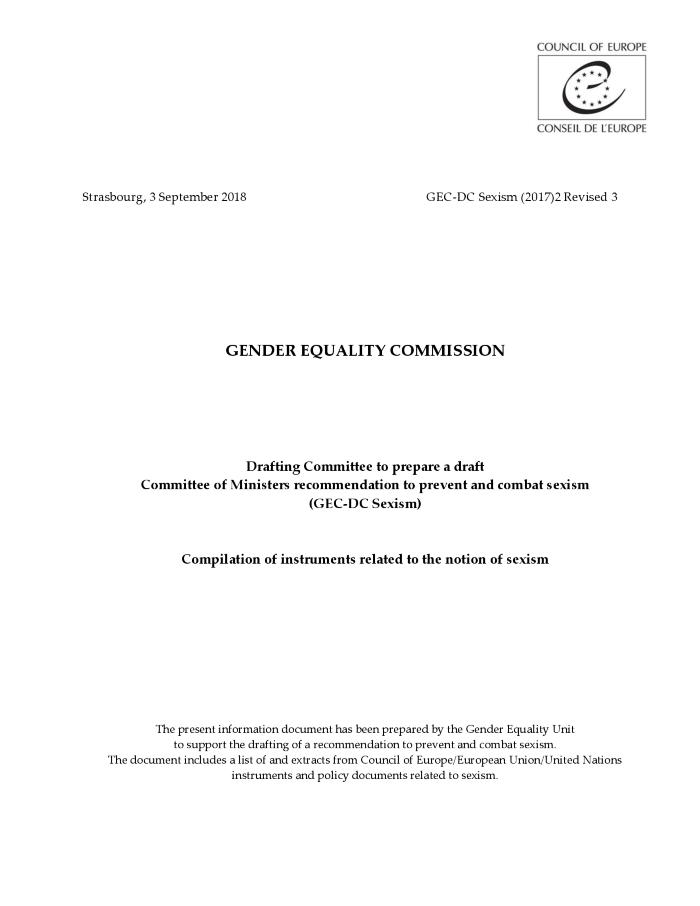 COUNCIL OF EUROPE
CONSEIL DE L'EUROPE
Strasbourg, 3 September 2018 GEC-DC Sexism (2017)2 Revised 3
GENDER EQUALITY COMMISSION
Drafting Committee to prepare a draft
Committee of Ministers recommendation to prevent and combat sexism
(GEC-DC Sexism)
Compilation of instruments related to the notion of sexism
The present information document has been prepared by the Gender Equality Unit
to support the drafting of a recommendation to prevent and combat sexism.
The document includes a list of and extracts from Council of Europe/European Union/United Nations
instruments and policy documents related to sexism.